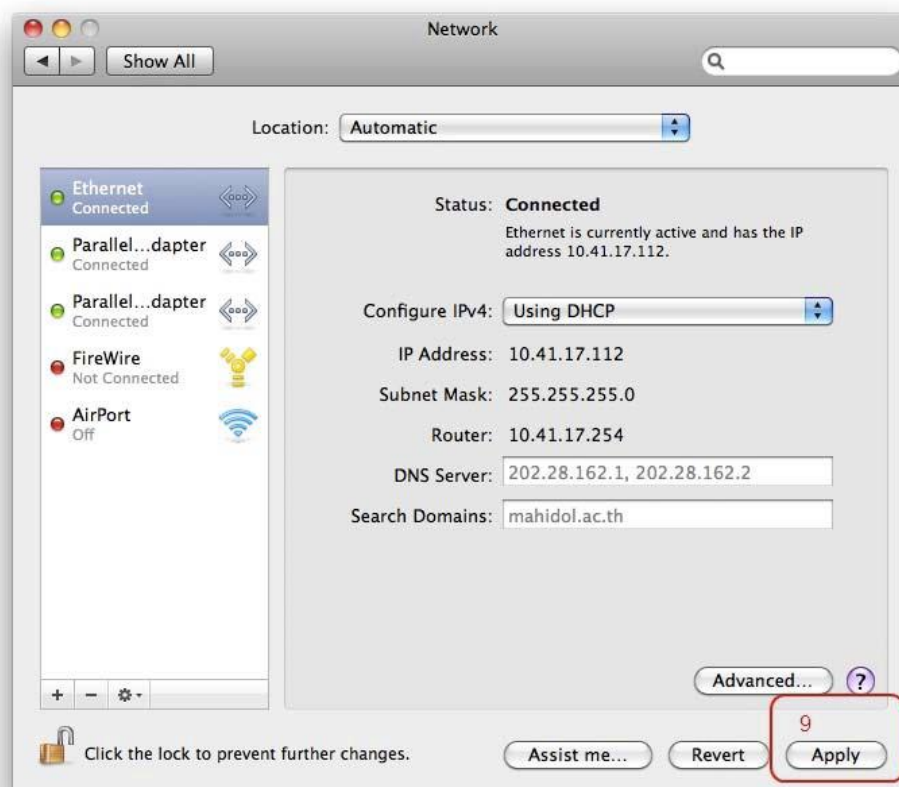 Network
Show All
Location: Automatic
Ethernet
Connected
Parallel...dapter
Connected
Parallel...dapter
Connected
FireWire
Not Connected
AirPort
Off
Status: Connected
Ethernet is currently active and has the IP
address 10.41.17.112.
Configure IPv4: Using DHCP
IP Address: 10.41.17.112
Subnet Mask: 255.255.255.0
Router: 10.41.17.254
DNS Server: 202.28.162.1, 202.28.162.2
Search Domains: mahidol.ac.th
Advanced... ?
9
Click the lock to prevent further changes.
Assist me... Revert Apply